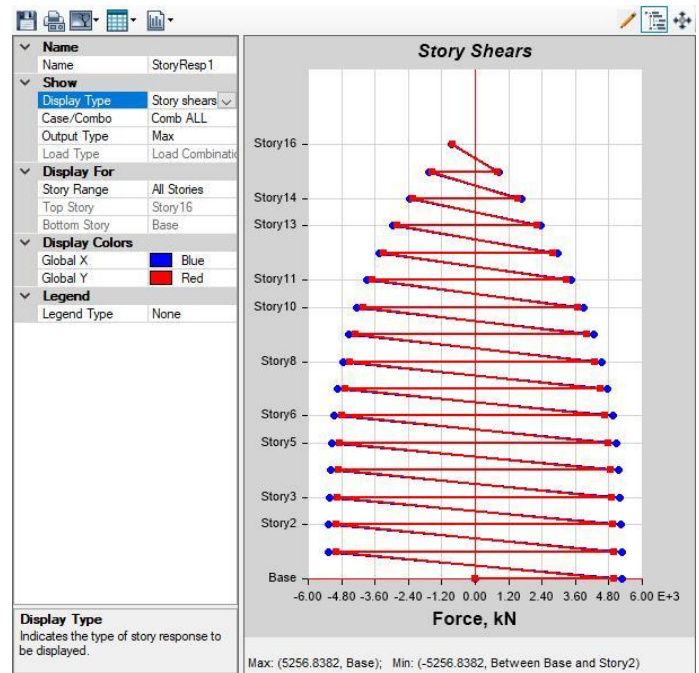 Name
Name StoryResp1
Show
Display Type Story shears
Case/Combo Comb ALL
Output Type Max
Load Type Load Combinatio
Display For
Story Range All Stories
Top Story Story16
Bottom Story Base
Display Colors
Global X Blue
Global Y Red
Legend
Legend Type None
Display Type
Indicates the type of story response to
be displayed.
Story Shears
Story16
Story14
Story13
Story11
Story10
Story8
Story6
Story5
Story3
Story2
Base
-6.00 -4.80 -3.60 -2.40 -1.20 0.00 1.20 2.40 3.60 4.80 6.00 E+3
Force, kN
Max: (5256.8382, Base); Min: (-5256.8382, Between Base and Story2)